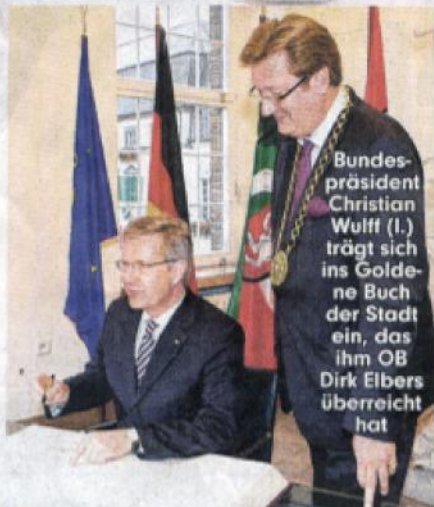 Bundes-
präsident
Christian
Wulff (l.)
trägt sich
ins Golde-
ne Buch
der Stadt
ein, das
ihm OB
Dirk Elbers
überreicht
hat